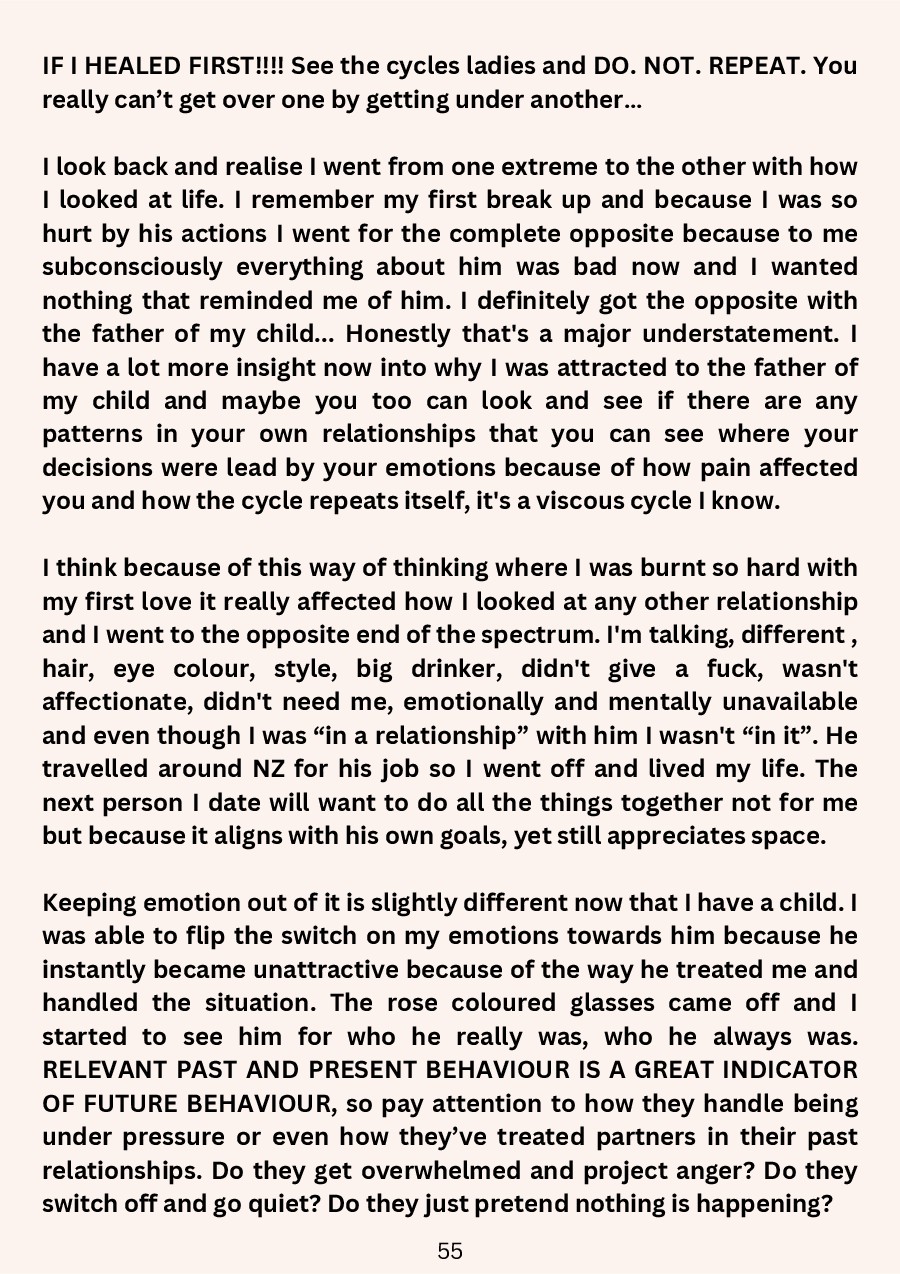 IF I HEALED FIRST!!!! See the cycles ladies and DO. NOT. REPEAT. You
really can’t get over one by getting under another...
I look back and realise I went from one extreme to the other with how
I looked at life. I remember my first break up and because I was so
hurt by his actions I went for the complete opposite because to me
subconsciously everything about him was bad now and I wanted
nothing that reminded me of him. I definitely got the opposite with
the father of my child... Honestly that's a major understatement. I
have a lot more insight now into why I was attracted to the father of
my child and maybe you too can look and see if there are any
patterns in your own relationships that you can see where your
decisions were lead by your emotions because of how pain affected
you and how the cycle repeats itself, it's a viscous cycle I know.
I think because of this way of thinking where I was burnt so hard with
my first love it really affected how I looked at any other relationship
and I went to the opposite end of the spectrum. I'm talking, different ,
hair, eye colour, style, big drinker, didn't give a fuck, wasn't
affectionate, didn't need me, emotionally and mentally unavailable
and even though I was “in a relationship” with him I wasn't “in it”. He
travelled around NZ for his job so I went off and lived my life. The
next person I date will want to do all the things together not for me
but because it aligns with his own goals, yet still appreciates space.
Keeping emotion out of it is slightly different now that I have a child. I
was able to flip the switch on my emotions towards him because he
instantly became unattractive because of the way he treated me and
handled the situation. The rose coloured glasses came off and I
started to see him for who he really was, who he always was.
RELEVANT PAST AND PRESENT BEHAVIOUR IS A GREAT INDICATOR
OF FUTURE BEHAVIOUR, so pay attention to how they handle being
under pressure or even how they’ve treated partners in their past
relationships. Do they get overwhelmed and project anger? Do they
switch off and go quiet? Do they just pretend nothing is happening?
55